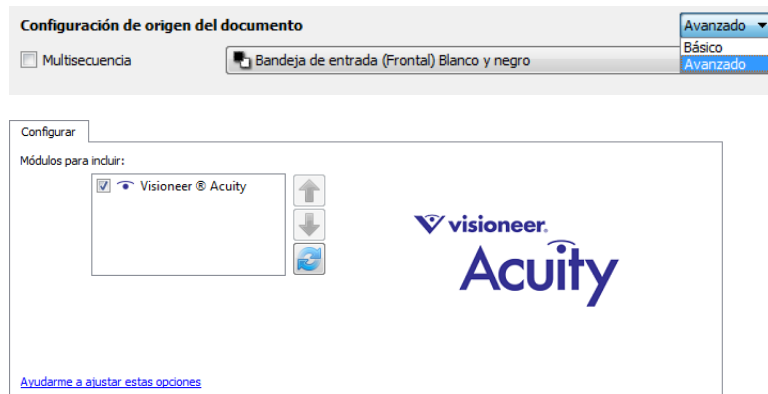 Configuración de origen del documento
Avanzado
Multisecuencia
Bandeja de entrada (Frontal) Blanco y negro
Básico
Avanzado
Configurar
Módulos para incluir:
Visioneer ® Acuity
visioneer.
Acuity
Ayudarme a ajustar estas opciones